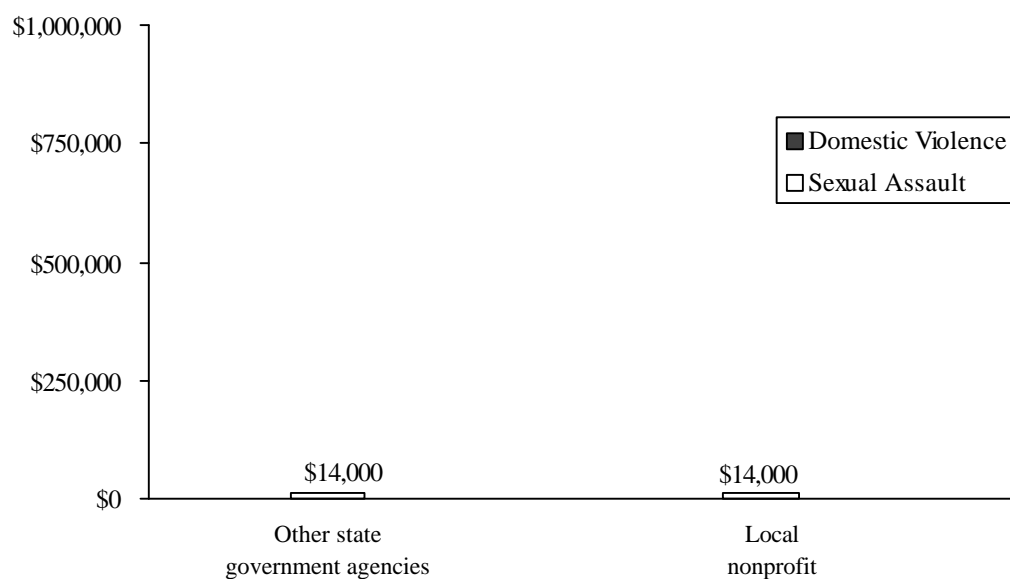 $1,000,000
$750,000
$500,000
$250,000
$0
Domestic Violence
Sexual Assault
$14,000
$14,000
Other state
government agencies
Local
nonprofit